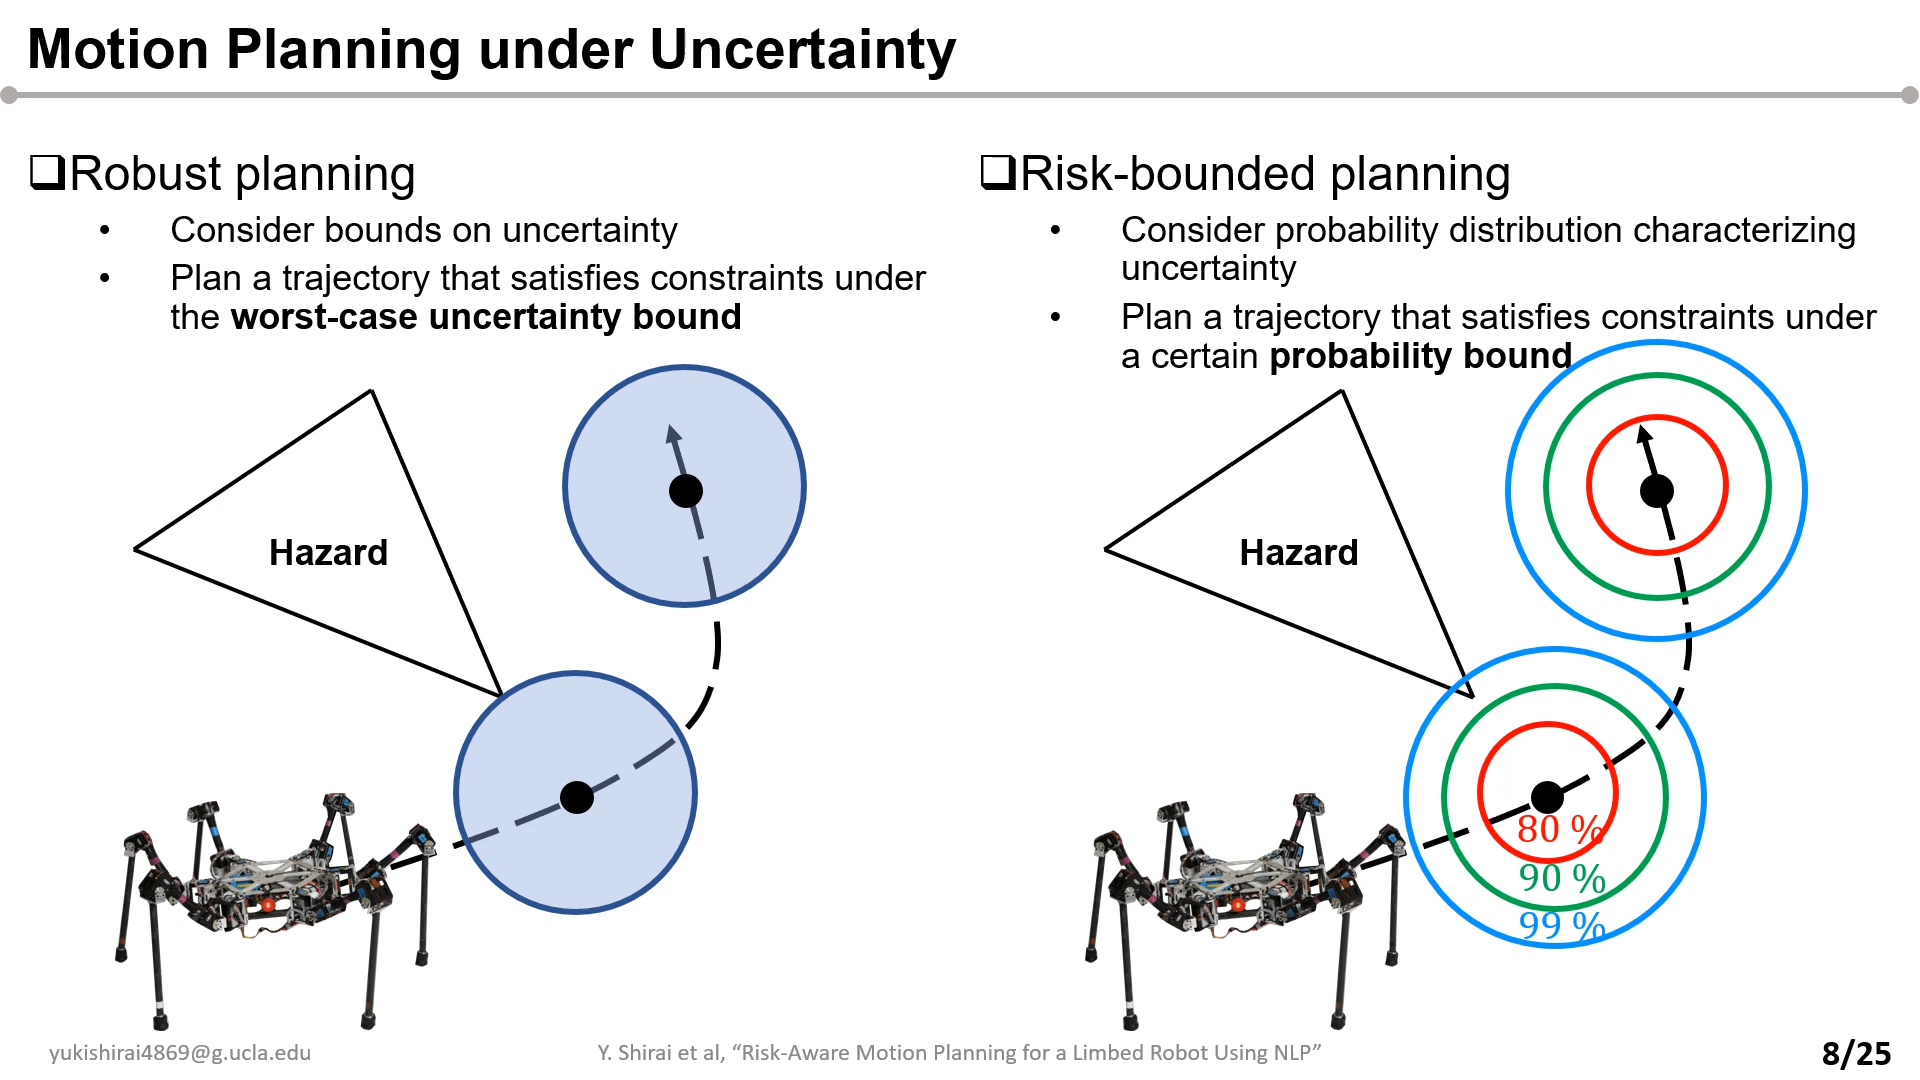 Motion Planning under Uncertainty
Robust planning
• Consider bounds on uncertainty
• Plan a trajectory that satisfies constraints under
the worst-case uncertainty bound
Hazard
Risk-bounded planning
• Consider probability distribution characterizing
uncertainty
• Plan a trajectory that satisfies constraints under
a certain probability bound
Hazard
80 %
90 %
99 %
yukishirai4869@g.ucla.edu
Y. Shirai et al, “Risk-Aware Motion Planning for a Limbed Robot Using NLP”
8/25